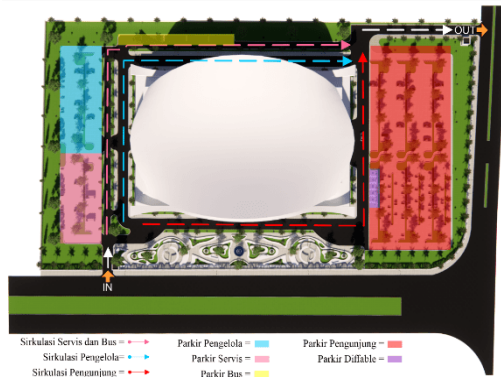 OUT
IN
Sirkulasi Servis dan Bus =
Sirkulasi Pengelola=
Sirkulasi Pengunjung=
Parkir Pengelola =
Parkir Servis =
Parkir Bus =
Parkir Pengunjung =
Parkir Diffable =